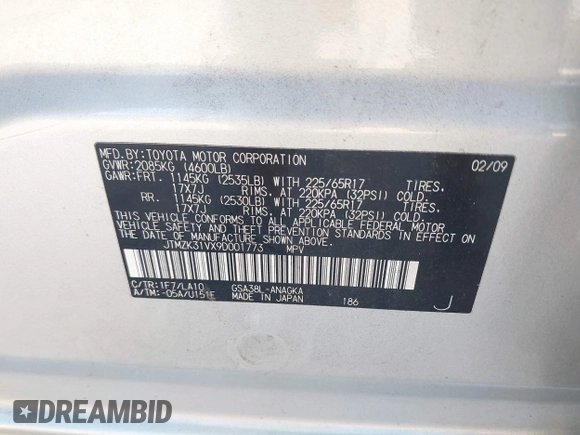 MFD.BY:TOYOTA MOTOR CORPORATION 02/09
GVWR:2085KG (4600LB)
GAWR:FRT. 1145KG (2535LB) WITH 225/65R17 TIRES.
17X7J RIMS. AT 220KPA (32PSI) COLD.
RR. 1145KG (2530LB) WITH 225/65R17 TIRES.
17X7J RIMS. AT 220KPA (32PSI) COLD.
THIS VEHICLE CONFORMS TO ALL APPLICABLE FEDERAL MOTOR
VEHICLE SAFETY AND THEFT PREVENTION STANDARDS IN EFFECT ON
THE DATE OF MANUFACTURE SHOWN ABOVE.
JTMZK31VX9D001773 MPV
C/TR:1F7/LA10 GSA38L-ANAGKA
A/TM:-05A/U151E MADE IN JAPAN 186 J
DREAMBID